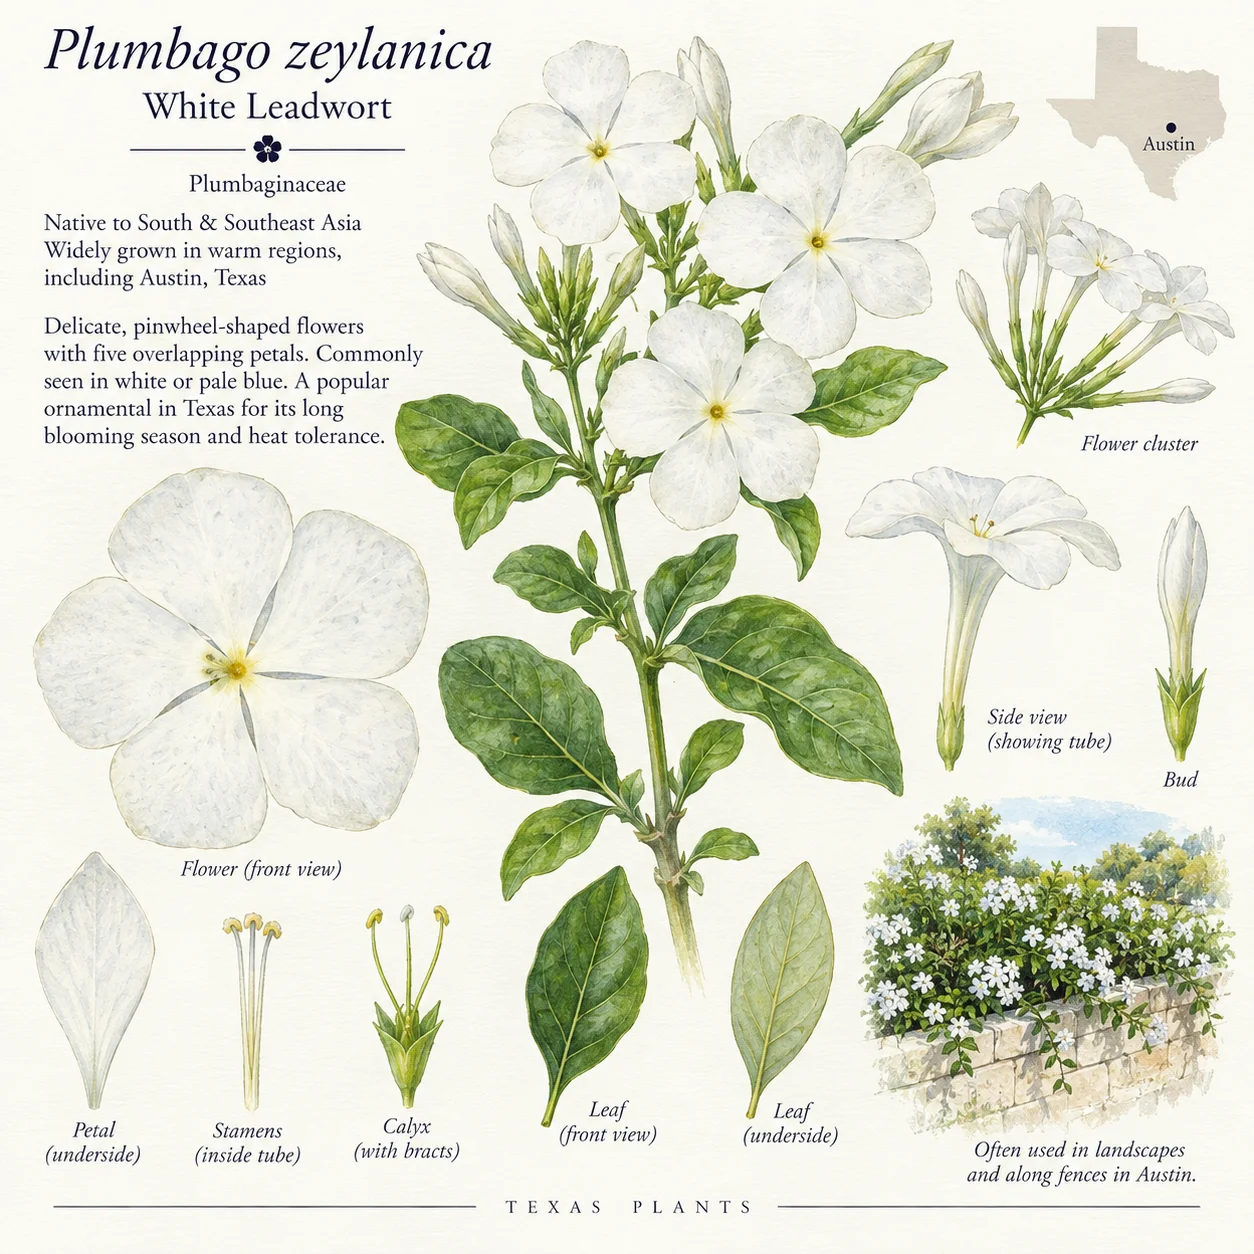 Plumbago zeylanica
White Leadwort
Plumbaginaceae
Native to South & Southeast Asia
Widely grown in warm regions,
including Austin, Texas
Delicate, pinwheel-shaped flowers
with five overlapping petals. Commonly
seen in white or pale blue. A popular
ornamental in Texas for its long
blooming season and heat tolerance.
Austin
Flower cluster
Side view
(showing tube)
Bud
Flower (front view)
Petal
(underside)
Stamens
(inside tube)
Calyx
(with bracts)
Leaf
(front view)
Leaf
(underside)
Often used in landscapes
and along fences in Austin.
TEXAS PLANTS